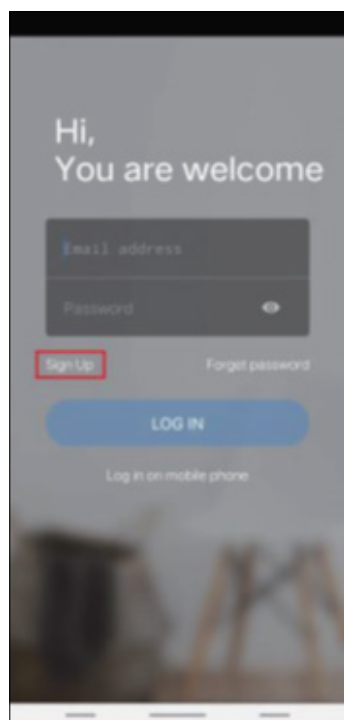 Hi,
You are welcome
Email address
Password
Sign Up
Forget password
LOG IN
Log in on mobile phone